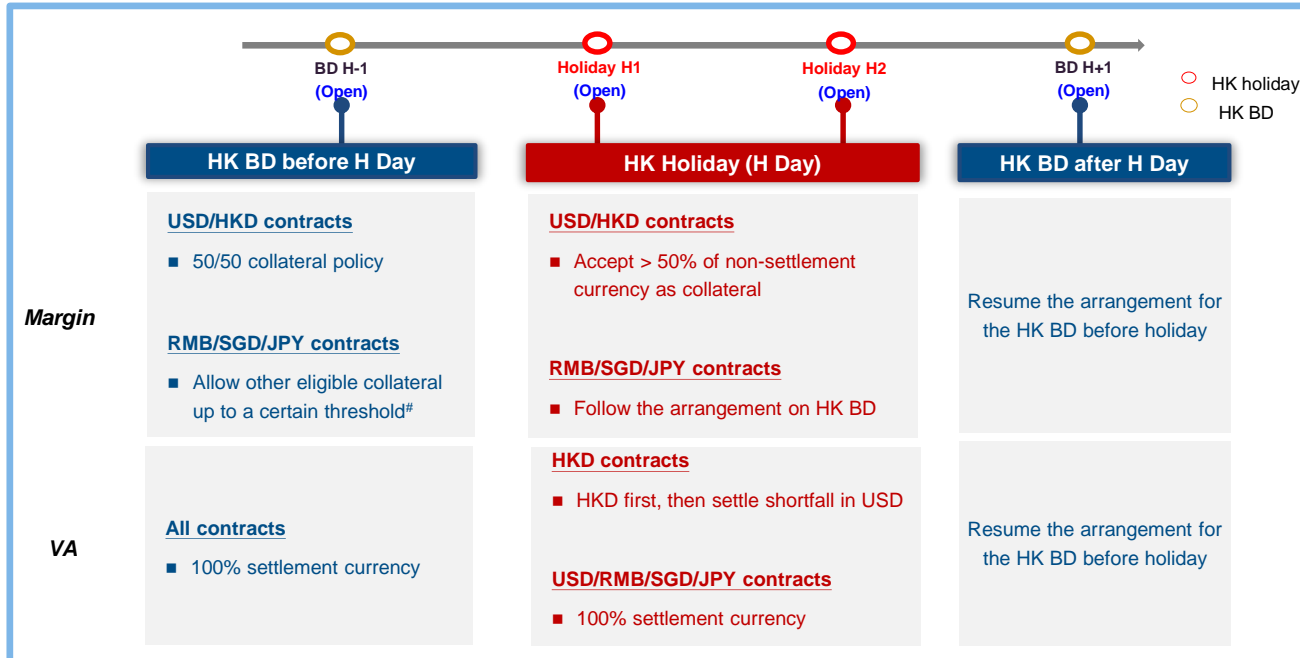 BD H-1
(Open)
Holiday H1
(Open)
Holiday H2
(Open)
BD H+1
(Open)
HK holiday
HK BD
HK BD before H Day
HK Holiday (H Day)
HK BD after H Day
Margin
USD/HKD contracts
■ 50/50 collateral policy
RMB/SGD/JPY contracts
■ Allow other eligible collateral
up to a certain threshold#
USD/HKD contracts
■ Accept > 50% of non-settlement
currency as collateral
RMB/SGD/JPY contracts
■ Follow the arrangement on HK BD
Resume the arrangement for
the HK BD before holiday
VA
All contracts
■ 100% settlement currency
HKD contracts
■ HKD first, then settle shortfall in USD
USD/RMB/SGD/JPY contracts
■ 100% settlement currency
Resume the arrangement for
the HK BD before holiday